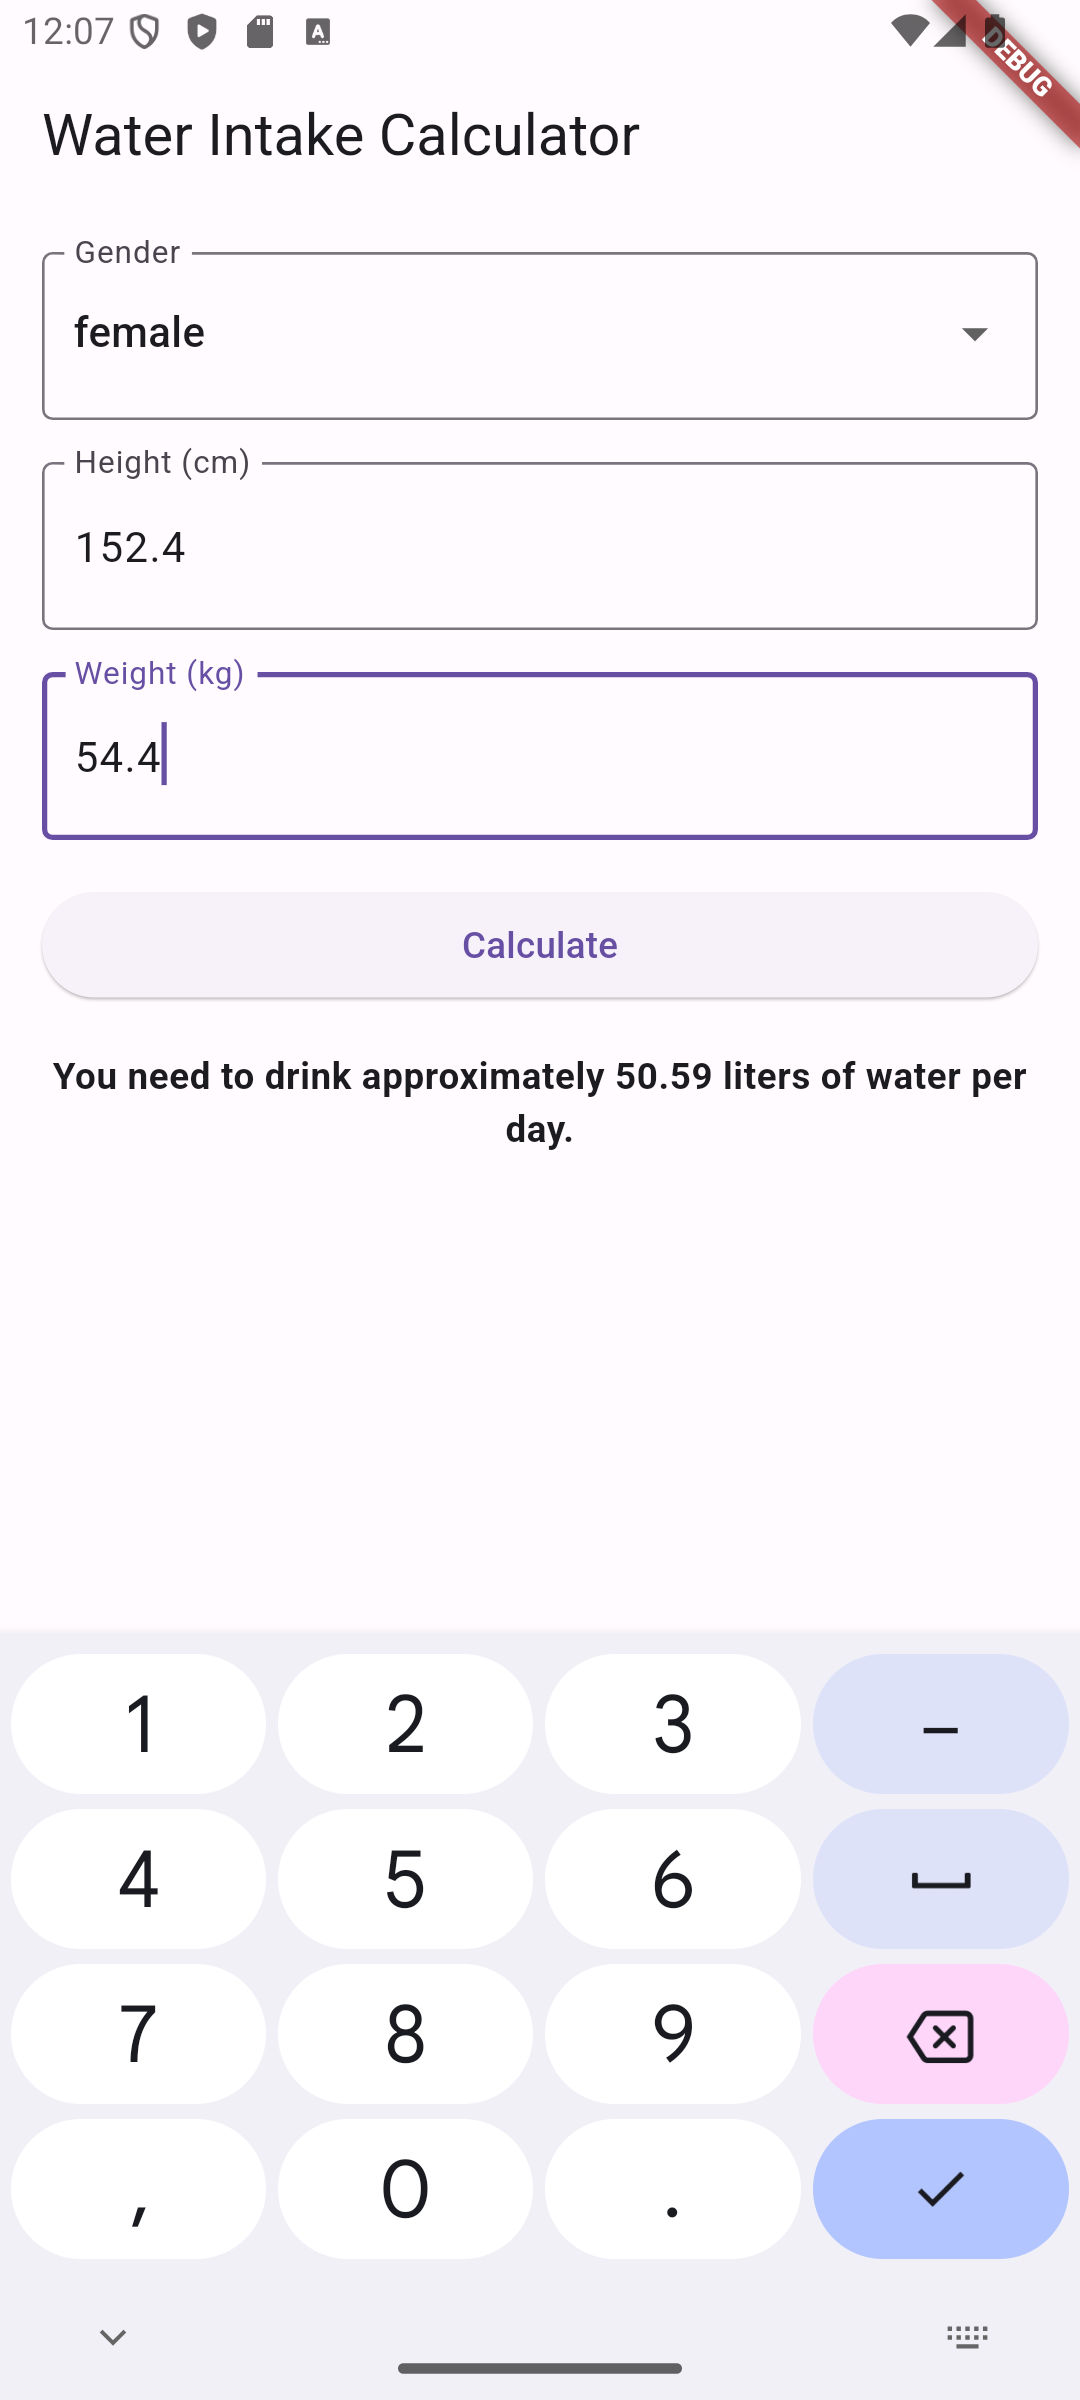 12:07
DEBUG
Water Intake Calculator
Gender
female
Height (cm)
152.4
Weight (kg)
54.4
Calculate
You need to drink approximately 50.59 liters of water per
day.
1 2 3 –
4 5 6
7 8 9
, 0 .